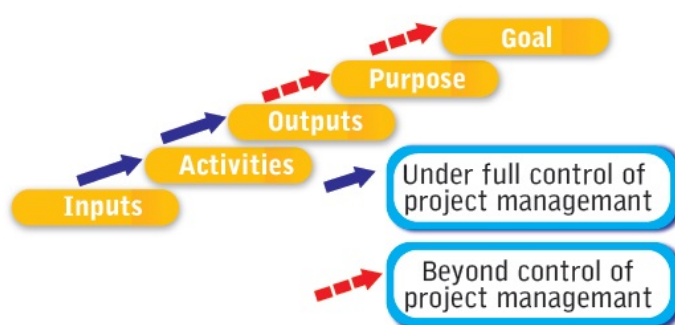 Goal
Purpose
Outputs
Activities
Inputs
Under full control of
project managemant
Beyond control of
project managemant